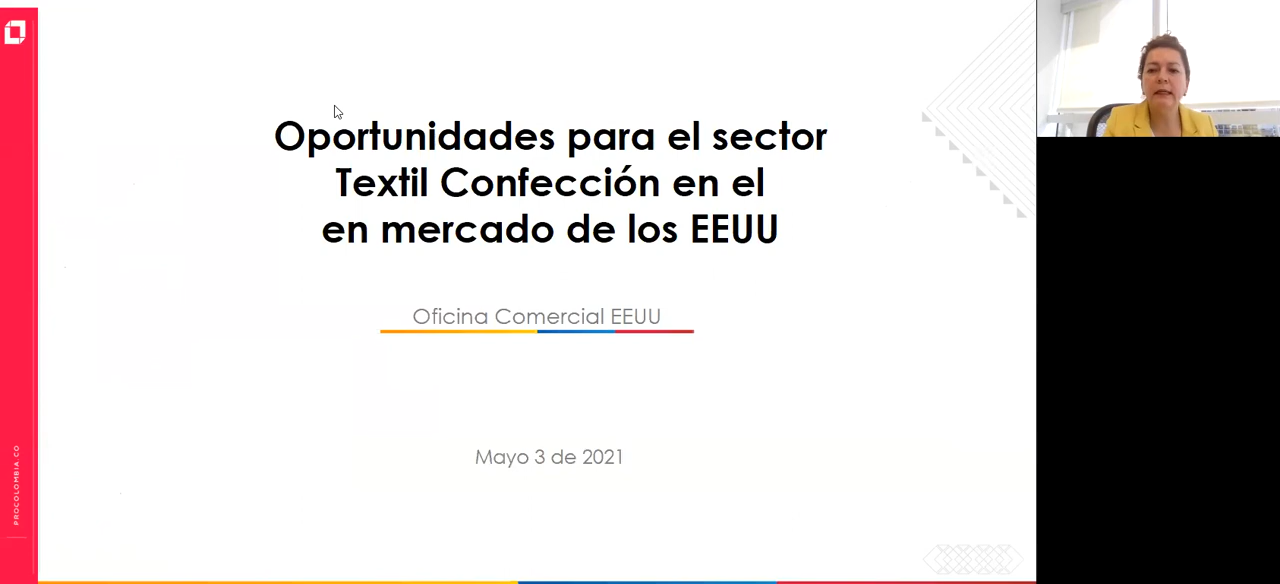 Oportunidades para el sector
Textil Confección en el
en mercado de los EEUU
Oficina Comercial EEUU
Mayo 3 de 2021
PROCOLOMBIA.CO